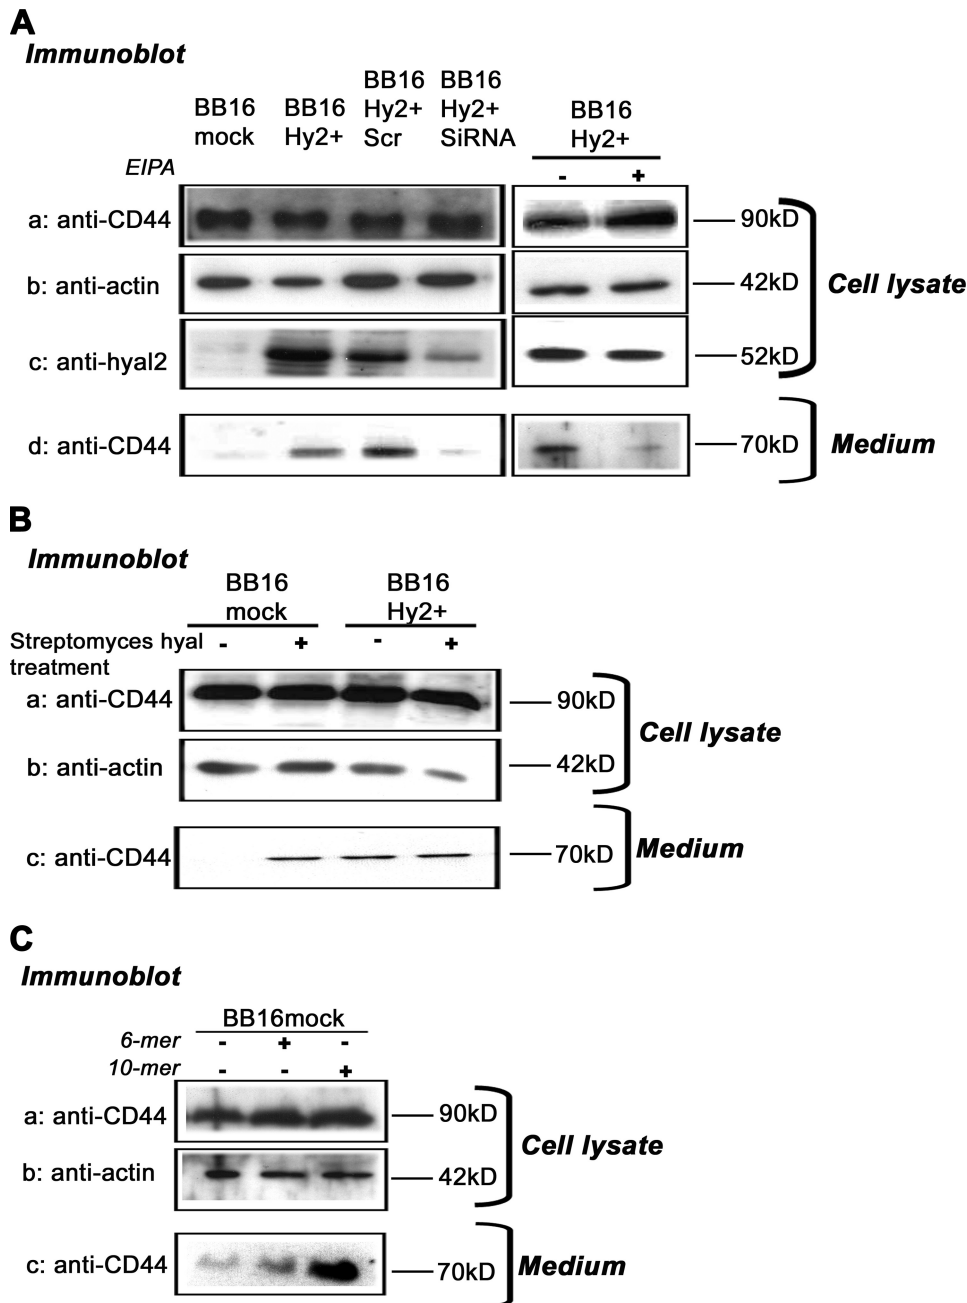 A
Immunoblot
BB16 mock
BB16 Hy2+
BB16 Hy2+ Scr
BB16 Hy2+ SiRNA
BB16 Hy2+
EIPA - +
a: anti-CD44 90kD
b: anti-actin 42kD
c: anti-hyal2 52kD
Cell lysate
d: anti-CD44 70kD
Medium
B
Immunoblot
BB16 mock
BB16 Hy2+
Streptomyces hyal - + - +
treatment
a: anti-CD44 90kD
b: anti-actin 42kD
Cell lysate
c: anti-CD44 70kD
Medium
C
Immunoblot
BB16mock
6-mer - + -
10-mer - - +
a: anti-CD44 90kD
b: anti-actin 42kD
Cell lysate
c: anti-CD44 70kD
Medium